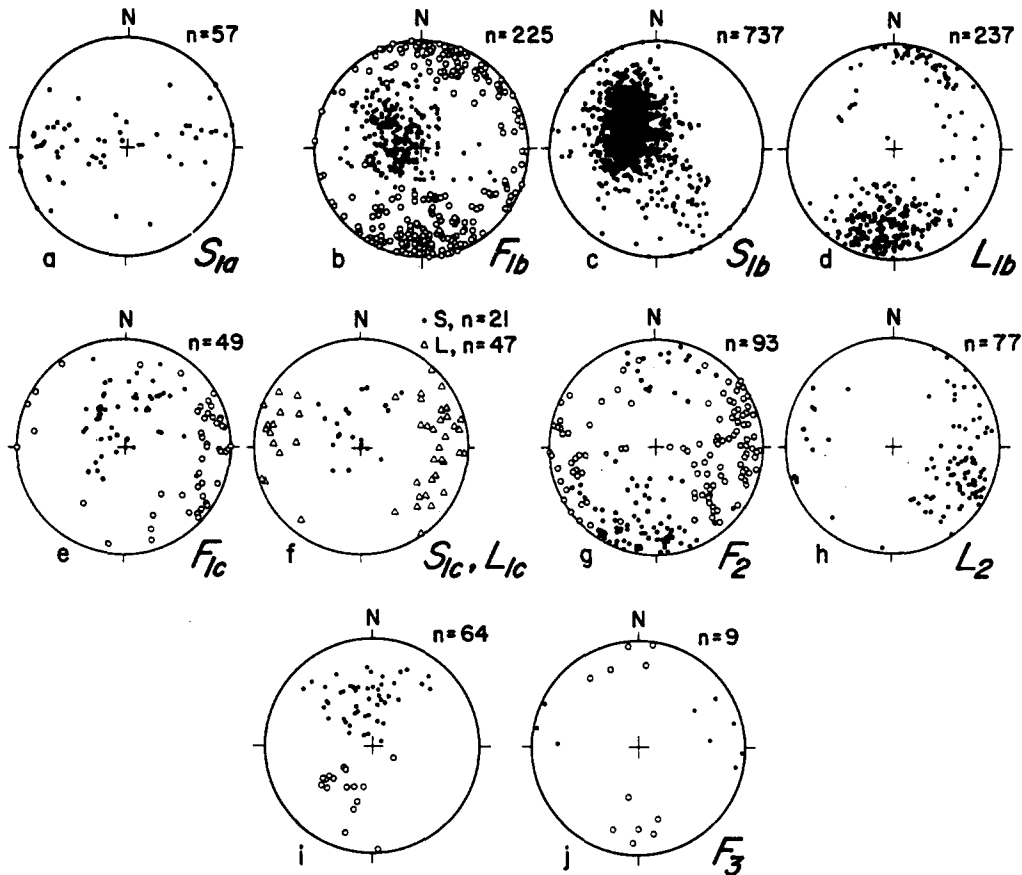 N n=57
a S1a
N n=225
b F1b
N n=737
c S1b
N n=237
d L1b
N n=49
e F1c
N • S, n=21
△ L, n=47
f S1c, L1c
N n=93
g F2
N n=77
h L2
N n=64
i
N n=9
j F3